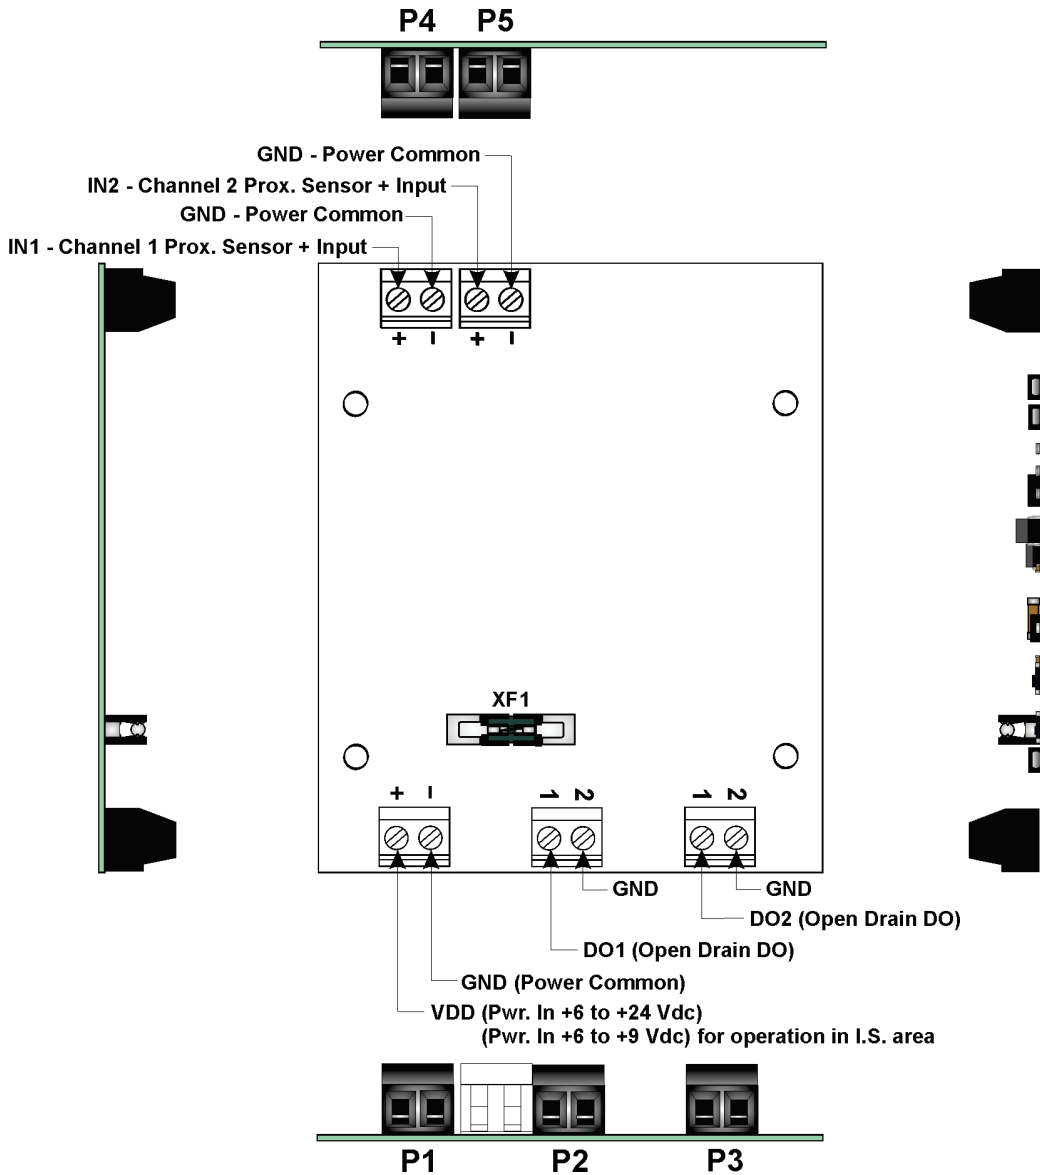 P4 P5
GND - Power Common
IN2 - Channel 2 Prox. Sensor + Input
GND - Power Common
IN1 - Channel 1 Prox. Sensor + Input
+ - + -
XF1
+ - 1 2 1 2
GND GND
DO2 (Open Drain DO)
DO1 (Open Drain DO)
GND (Power Common)
VDD (Pwr. In +6 to +24 Vdc)
(Pwr. In +6 to +9 Vdc) for operation in I.S. area
P1 P2 P3